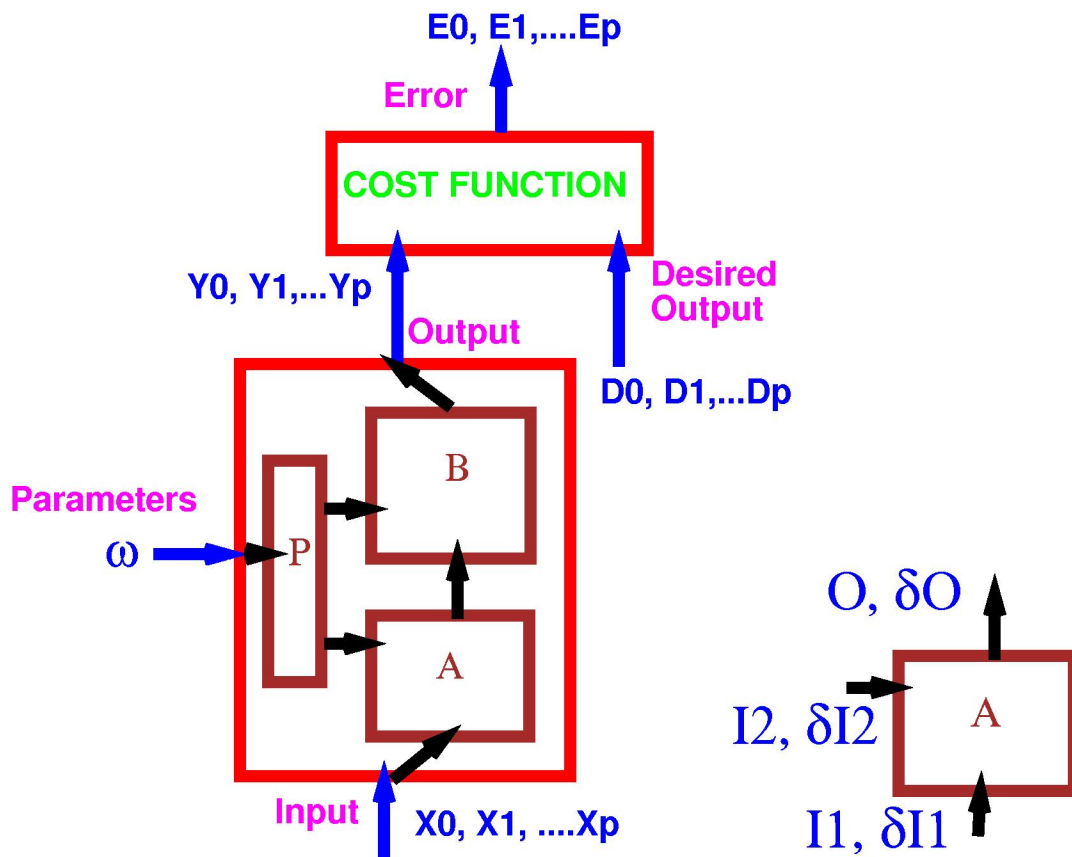 E0, E1,....Ep
Error
COST FUNCTION
Y0, Y1,...Yp
Desired
Output
Output
D0, D1,...Dp
B
Parameters
ω
P
A
Input
X0, X1, ....Xp
O, δO
I2, δI2
A
I1, δI1